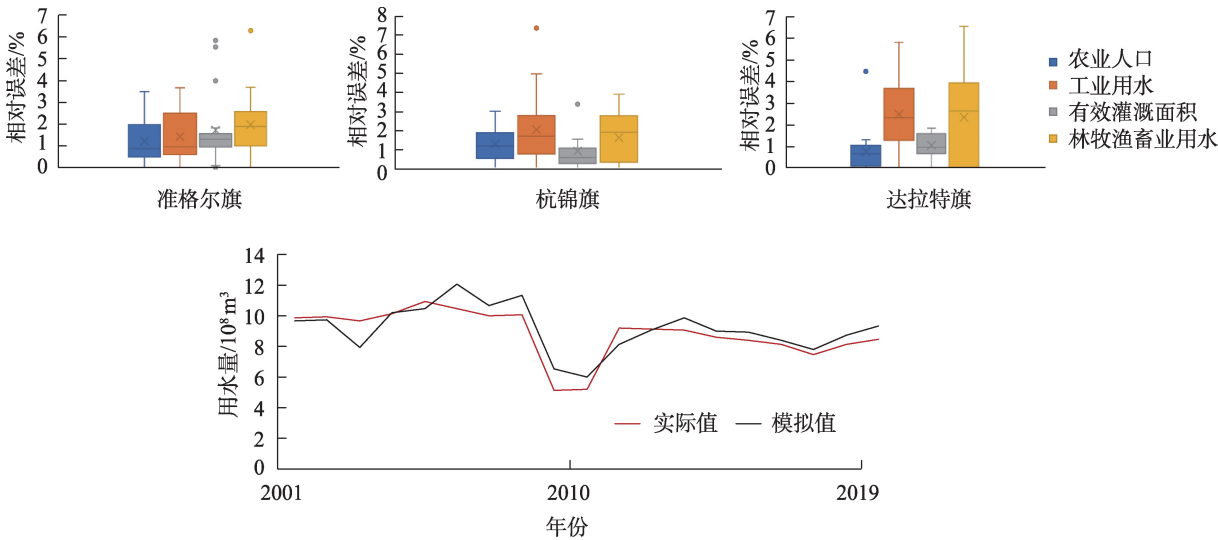 相对误差/%
7
6
5
4
3
2
1
0
准格尔旗
相对误差/%
8
7
6
5
4
3
2
1
0
杭锦旗
相对误差/%
7
6
5
4
3
2
1
0
达拉特旗
农业人口
工业用水
有效灌溉面积
林牧渔畜业用水
用水量/10⁸ m³
14
12
10
8
6
4
2
0
实际值
模拟值
2001 2010 2019
年份